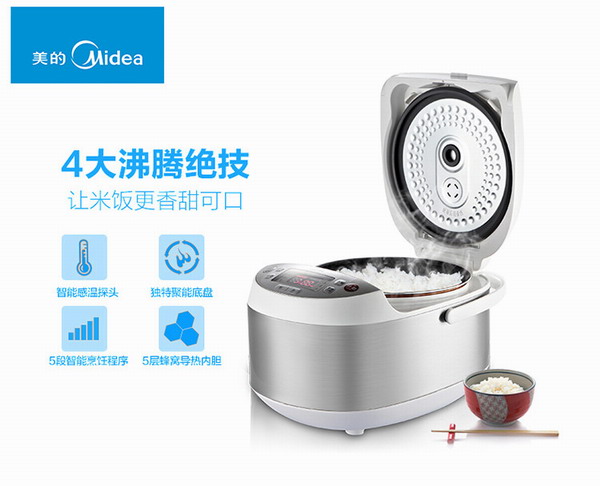 美的 Midea
4大沸腾绝技
让米饭更香甜可口
智能感温探头
独特聚能底盘
5段智能烹饪程序
5层蜂窝导热内胆